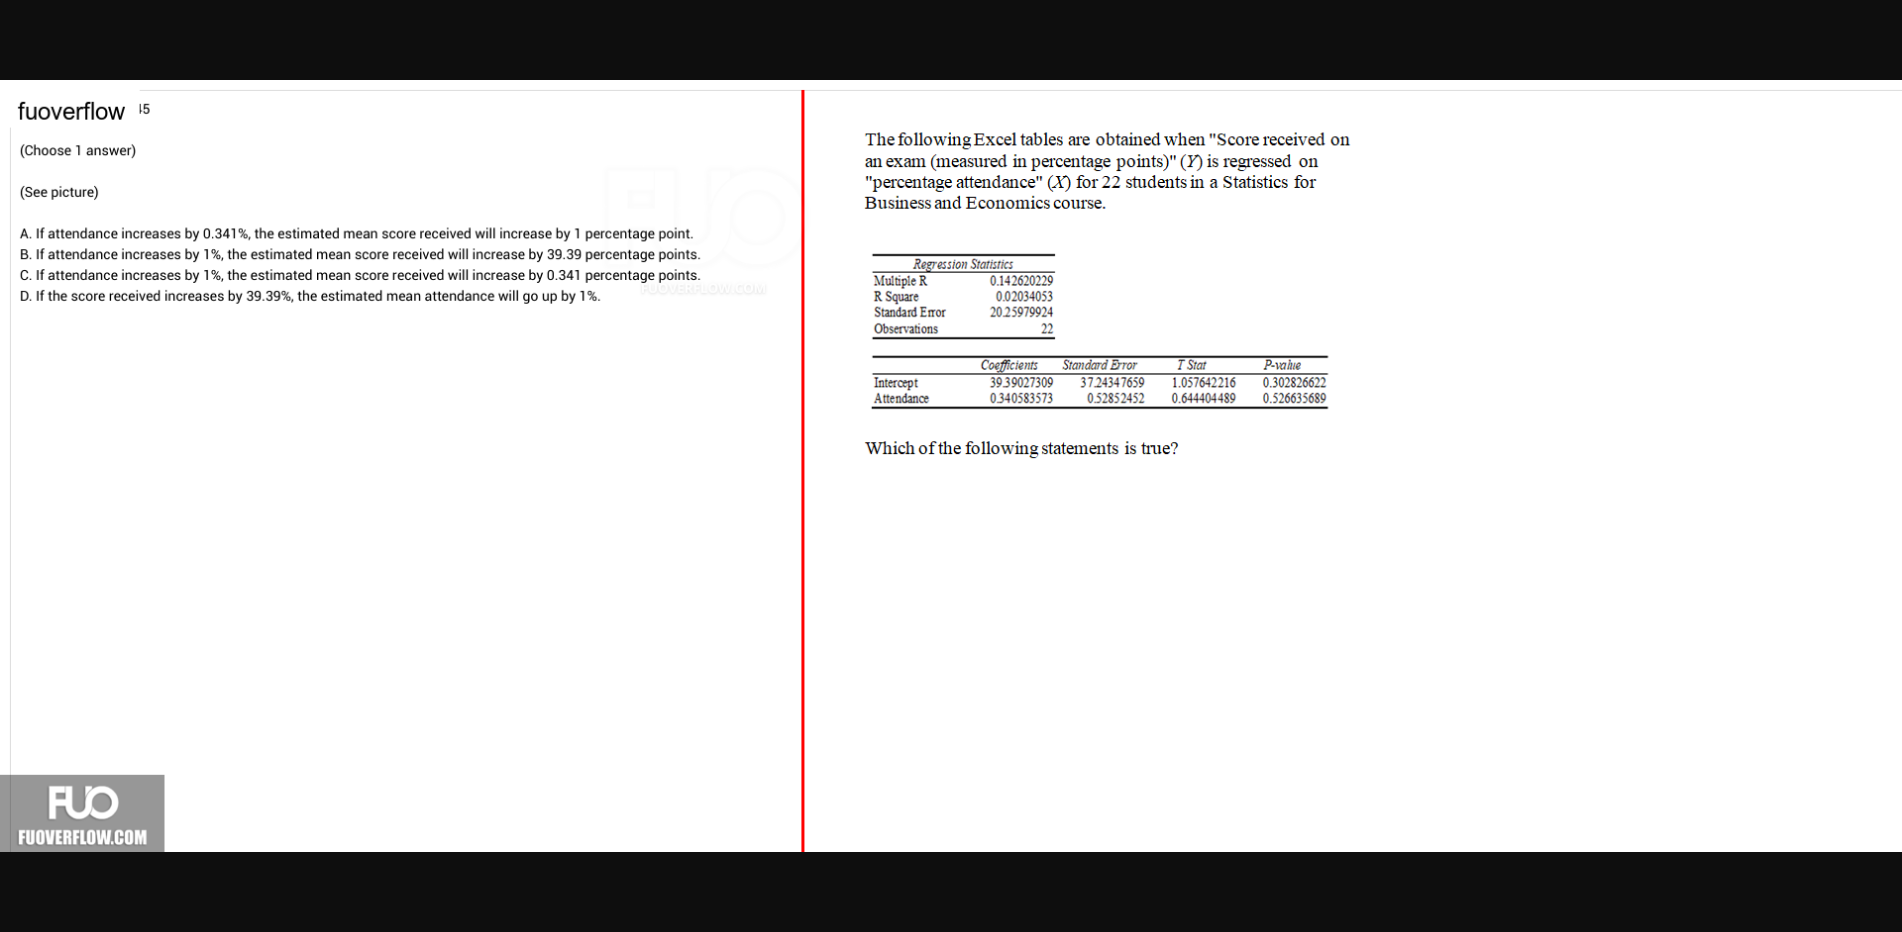 fuoverflow
(Choose 1 answer)
(See picture)
A. If attendance increases by 0.341%, the estimated mean score received will increase by 1 percentage point.
B. If attendance increases by 1%, the estimated mean score received will increase by 39.39 percentage points.
C. If attendance increases by 1%, the estimated mean score received will increase by 0.341 percentage points.
D. If the score received increases by 39.39%, the estimated mean attendance will go up by 1%.
FUO
FUOVERFLOW.COM
FUO
FUOVERFLOW.COM
The following Excel tables are obtained when "Score received on
an exam (measured in percentage points)" (Y) is regressed on
"percentage attendance" (X) for 22 students in a Statistics for
Business and Economics course.
Regression Statistics
Multiple R 0.142620229
R Square 0.02034053
Standard Error 20.25979924
Observations 22
Coefficients Standard Error T Stat P-value
Intercept 39.39027309 37.24347659 1.057642216 0.302826622
Attendance 0.340583573 0.52852452 0.644404489 0.526635689
Which of the following statements is true?